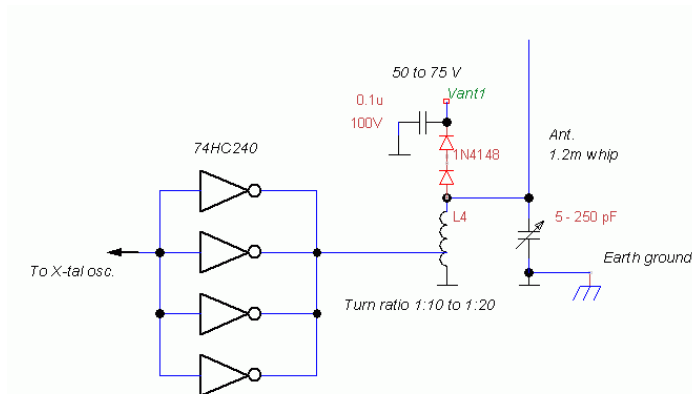 50 to 75 V
Vant1
0.1u
100V
1N4148
74HC240
Ant.
1.2m whip
L4
5 - 250 pF
To X-tal osc.
Earth ground
Turn ratio 1:10 to 1:20